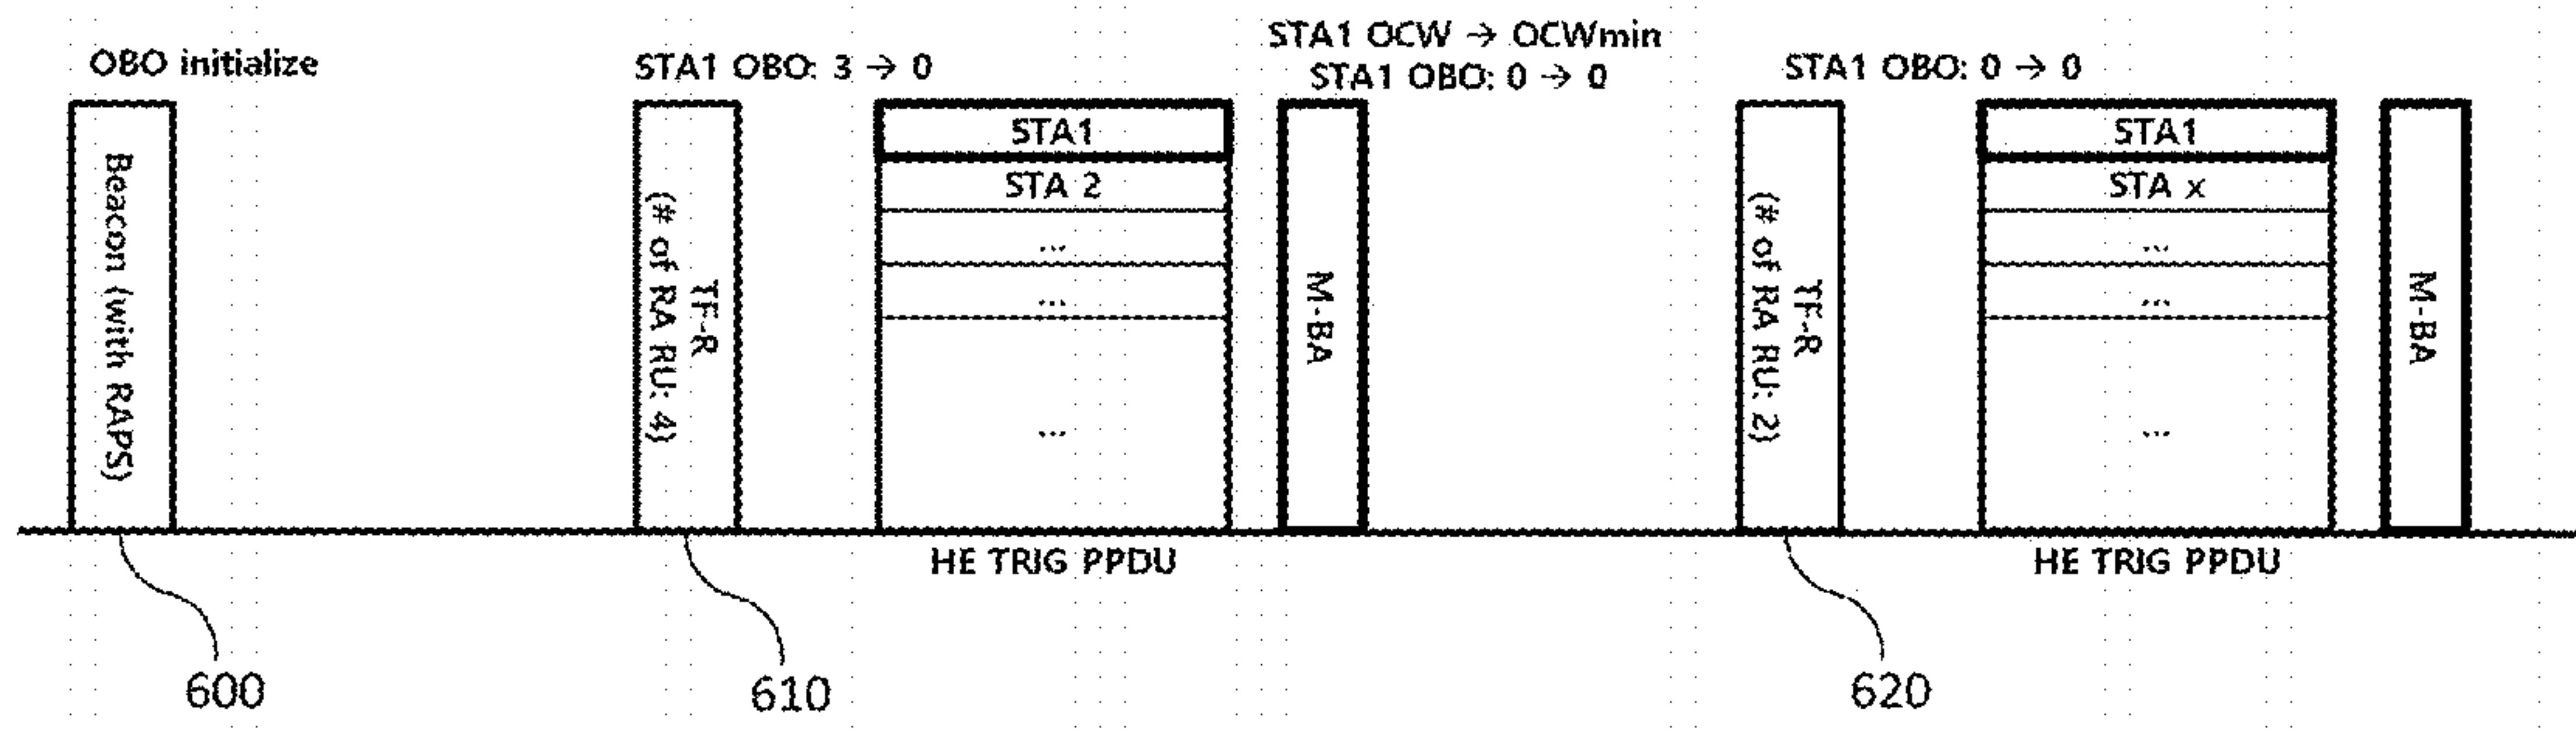 OBO initialize
Beacon (with RAPS)
600
STA1 OBO: 3 → 0
TF-R
(# of RA RU: 4)
610
STA1
STA 2
...
...
...
HE TRIG PPDU
STA1 OCW → OCWmin
STA1 OBO: 0 → 0
M-BA
STA1 OBO: 0 → 0
TF-R
(# of RA RU: 2)
620
STA1
STA x
...
...
...
HE TRIG PPDU
M-BA